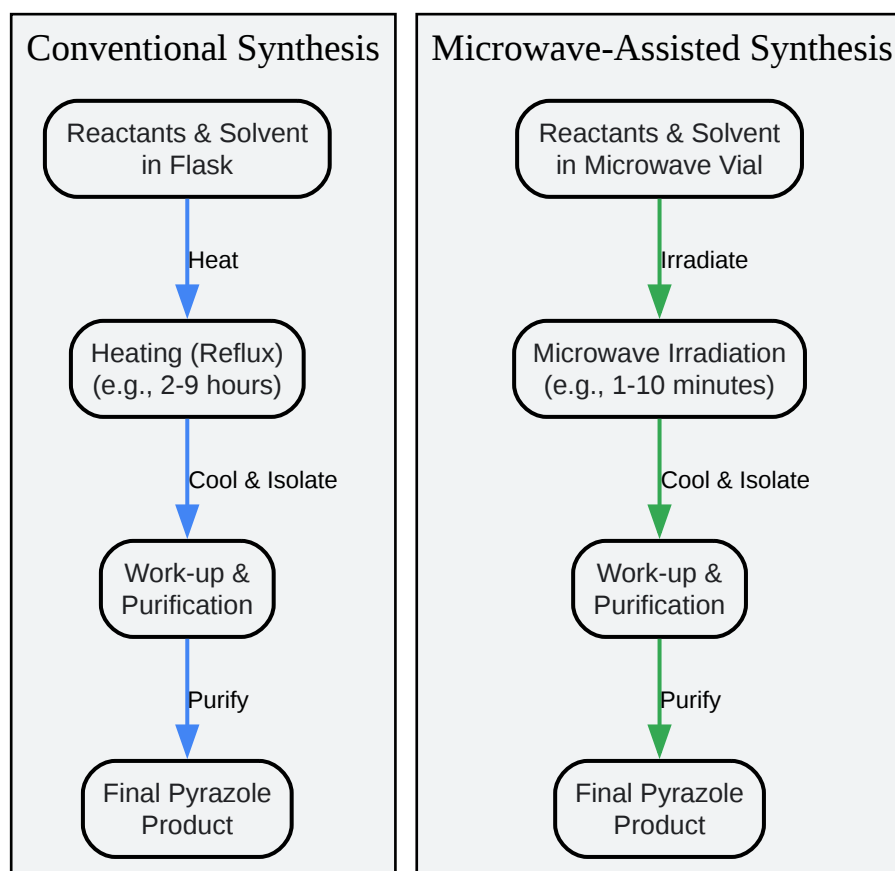 Conventional Synthesis
Reactants & Solvent
in Flask
Heat
Heating (Reflux)
(e.g., 2-9 hours)
Cool & Isolate
Work-up &
Purification
Purify
Final Pyrazole
Product
Microwave-Assisted Synthesis
Reactants & Solvent
in Microwave Vial
Irradiate
Microwave Irradiation
(e.g., 1-10 minutes)
Cool & Isolate
Work-up &
Purification
Purify
Final Pyrazole
Product